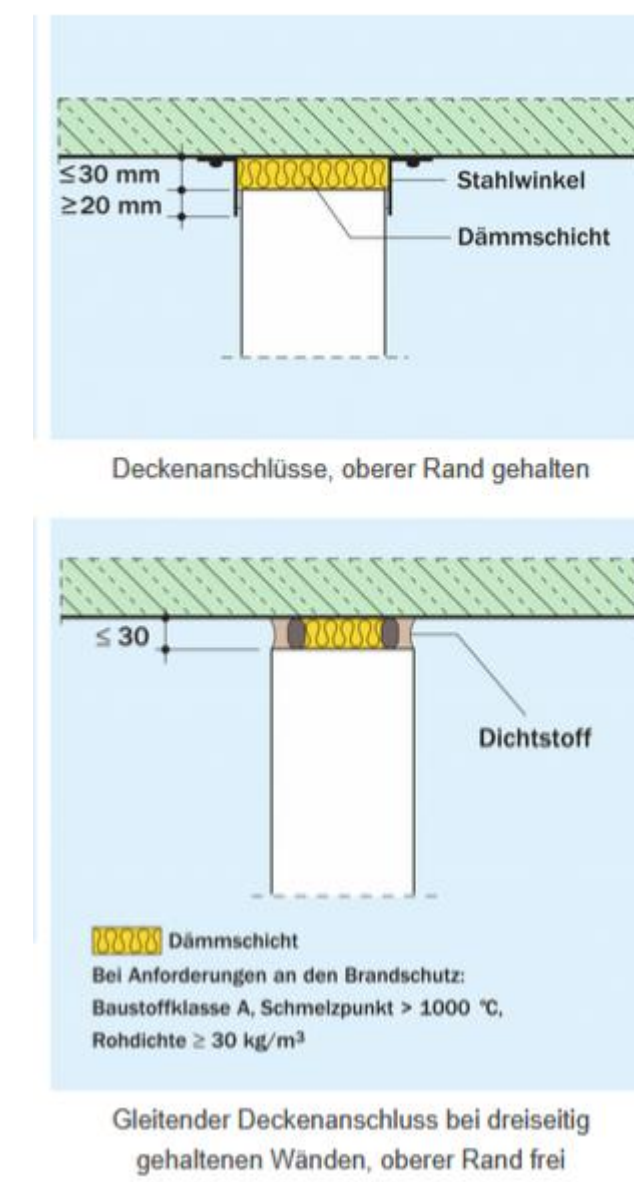 ≤30 mm
≥20 mm
Stahlwinkel
Dämmschicht
Deckenanschlüsse, oberer Rand gehalten
≤ 30
Dichtstoff
Dämmschicht
Bei Anforderungen an den Brandschutz:
Baustoffklasse A, Schmelzpunkt > 1000 °C,
Rohdichte ≥ 30 kg/m³
Gleitender Deckenanschluss bei dreiseitig
gehaltenen Wänden, oberer Rand frei